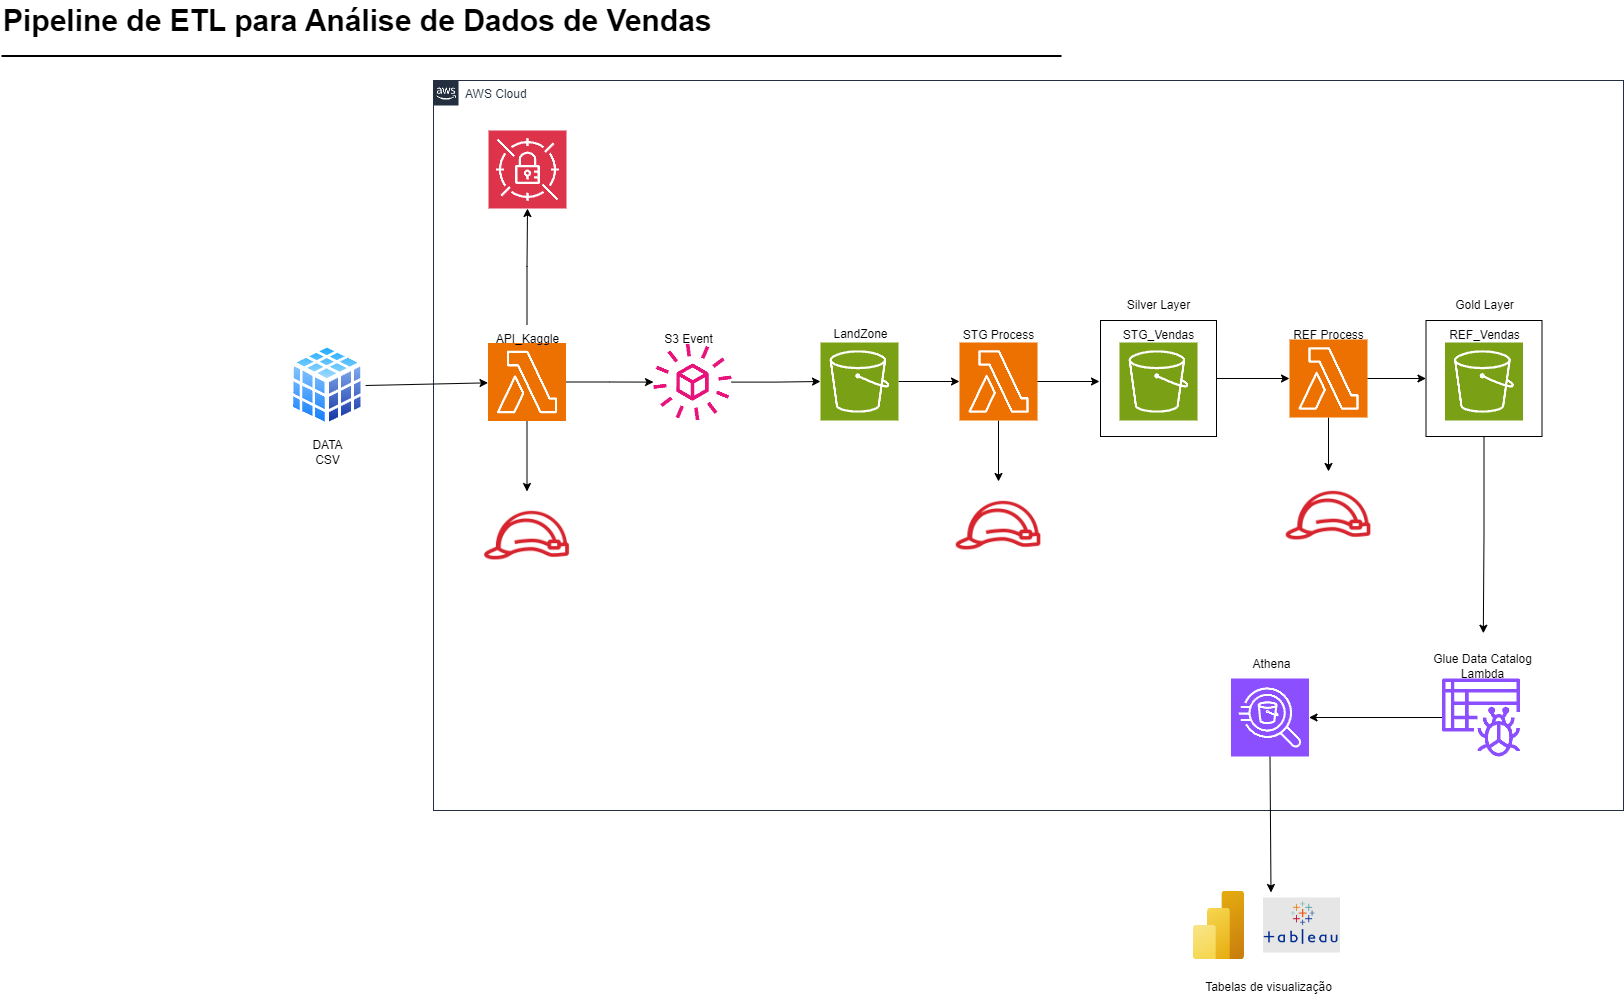 Pipeline de ETL para Análise de Dados de Vendas
aws
AWS Cloud
API_Kaggle
S3 Event
LandZone
STG Process
Silver Layer
STG_Vendas
REF Process
Gold Layer
REF_Vendas
DATA
CSV
Glue Data Catalog
Lambda
Athena
+ableau
Tabelas de visualização